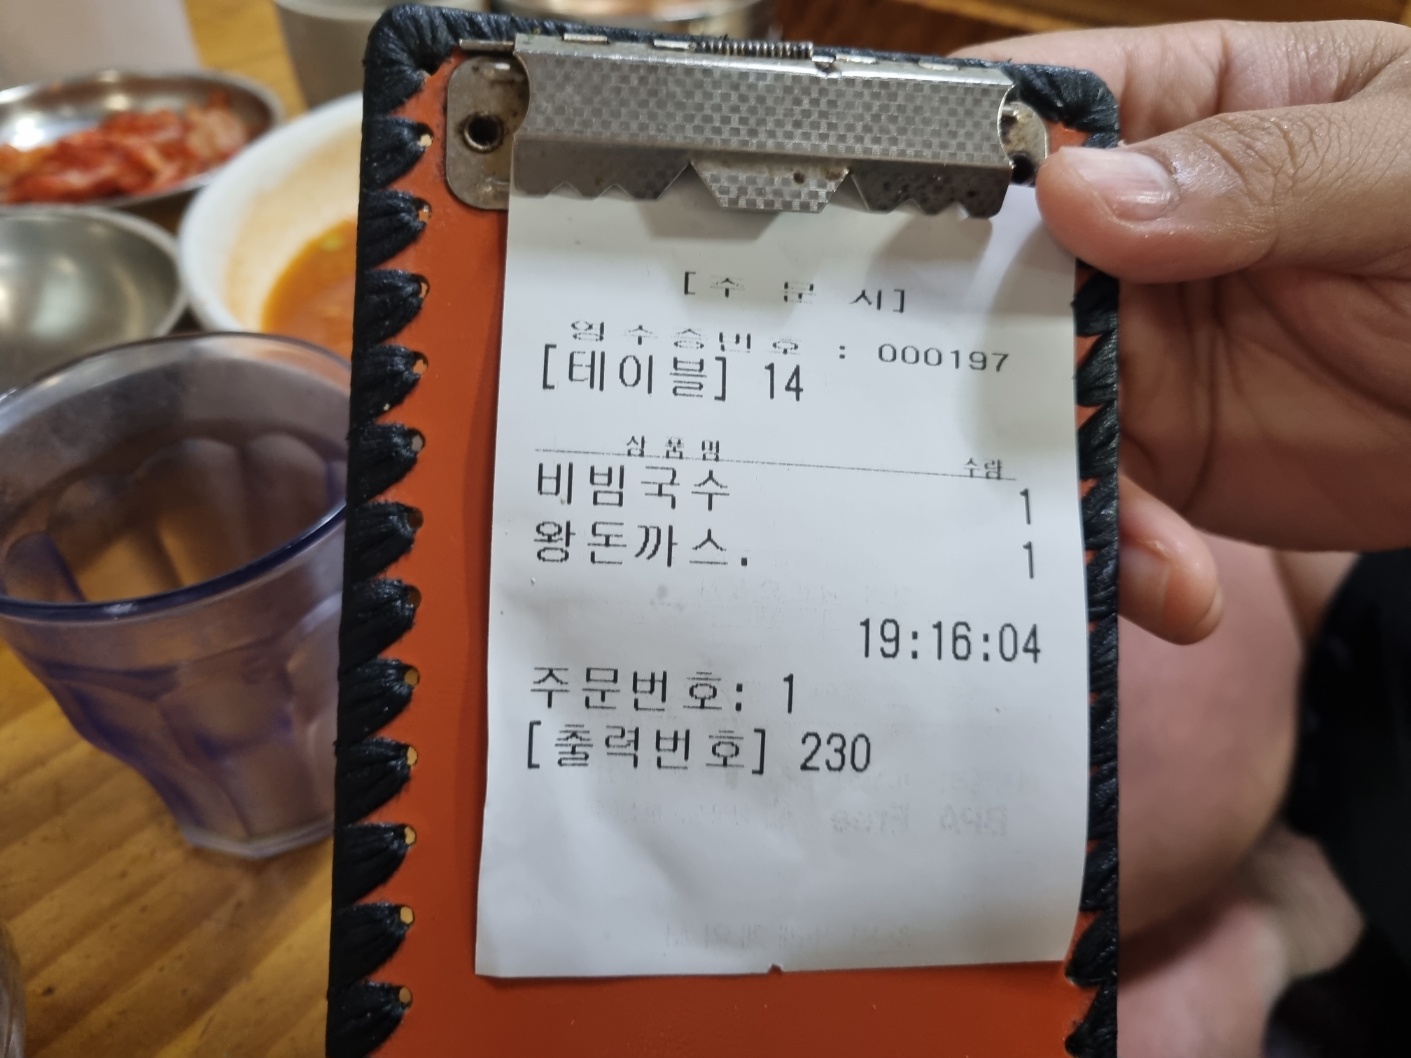 [주 문 서]
영수증번호 : 000197
[테이블] 14
상품명 수량
비빔국수 1
왕돈까스. 1
19:16:04
주문번호: 1
[출력번호] 230
BPA Free